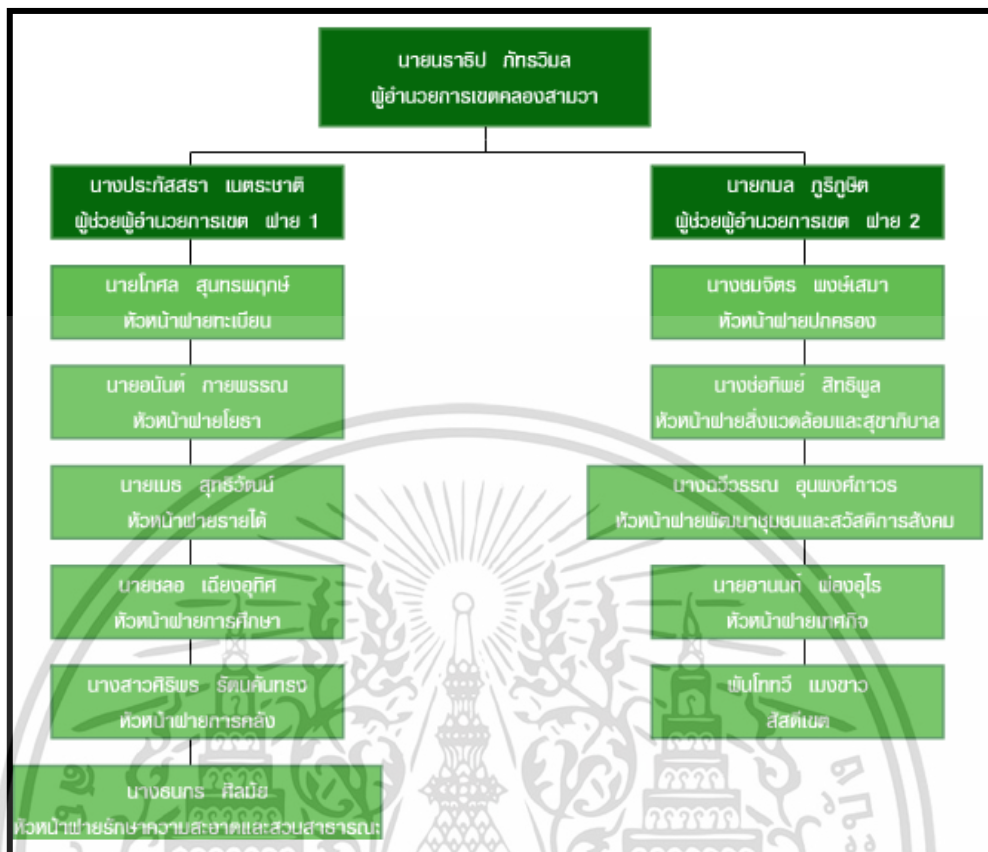 นายนราธิป ภัทรวิมล
ผู้อำนวยการเขตคลองสามวา
นางประภัสสรา เนตระชาติ
ผู้ช่วยผู้อำนวยการเขต ฝ่าย 1
นายโกศล สุนทรพฤกษ์
หัวหน้าฝ่ายทะเบียน
นายอนันต์ กายพรรณ
หัวหน้าฝ่ายโยธา
นายเมธ สุทธิวัฒน์
หัวหน้าฝ่ายรายได้
นายชลอ เฉียงอุทิศ
หัวหน้าฝ่ายการศึกษา
นางสาวศิริพร รัตนคันทรง
หัวหน้าฝ่ายการคลัง
นางธนกร ศิลมัย
หัวหน้าฝ่ายรักษาความสะอาดและสวนสาธารณะ
นายกมล ภูริภูษิต
ผู้ช่วยผู้อำนวยการเขต ฝ่าย 2
นางชมจิตร พงษ์เสมา
หัวหน้าฝ่ายปกครอง
นางช่อทิพย์ สิทธิพูล
หัวหน้าฝ่ายสิ่งแวดล้อมและสุขาภิบาล
นางฉวีวรรณ อุนพงศ์ถาวร
หัวหน้าฝ่ายพัฒนาชุมชนและสวัสดิการสังคม
นายอานนท์ ผ่องอุไร
หัวหน้าฝ่ายเทศกิจ
พันโททวี เมงขาว
สัสดีเขต